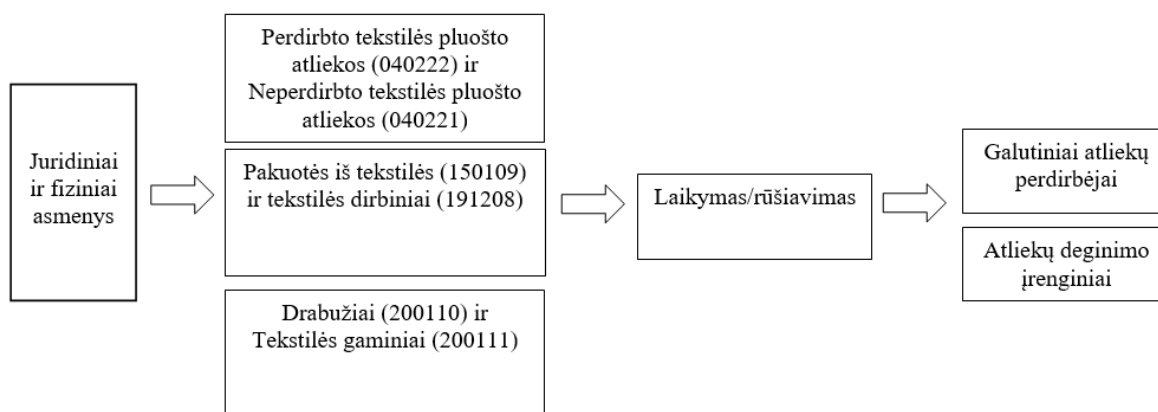 Juridiniai
ir fiziniai
asmenys
Perdirbto tekstilės pluošto
atliekos (040222) ir
Neperdirbto tekstilės pluošto
atliekos (040221)
Pakuotės iš tekstilės (150109)
ir tekstilės dirbiniai (191208)
Drabužiai (200110) ir
Tekstilės gaminiai (200111)
Laikymas/rūšiavimas
Galutiniai atliekų
perdirbėjai
Atliekų deginimo
įrenginiai